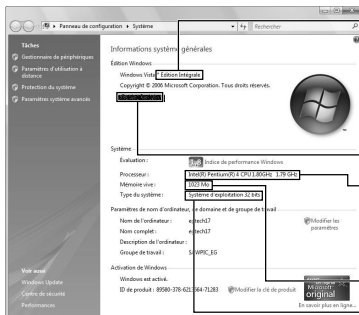 Panneau de configuration ▸ Système
Rechercher
Tâches
Gestionnaire de périphériques
Paramètres d'utilisation à
distance
Protection du système
Paramètres système avancés
Informations système générales
Édition Windows
Windows Vista™ Édition Intégrale
Copyright © 2006 Microsoft Corporation. Tous droits réservés.
Système
Évaluation :
Indice de performance Windows
Processeur :
Intel(R) Pentium(R) 4 CPU 1.80GHz 1.79 GHz
Mémoire vive :
1023 Mo
Type du système :
Système d'exploitation 32 bits
Paramètres de nom d'ordinateur, de domaine et groupe de travail
Nom de l'ordinateur :
Modifier les
paramètres
Nom complet :
Description de l'ordinateur :
Groupe de travail :
Activation de Windows
Windows est activé.
ID de produit : 89580-378-
Modifier la clé de produit
Microsoft
original
En savoir plus en ligne...
Voir aussi
Windows Update
Centre de sécurité
Performances